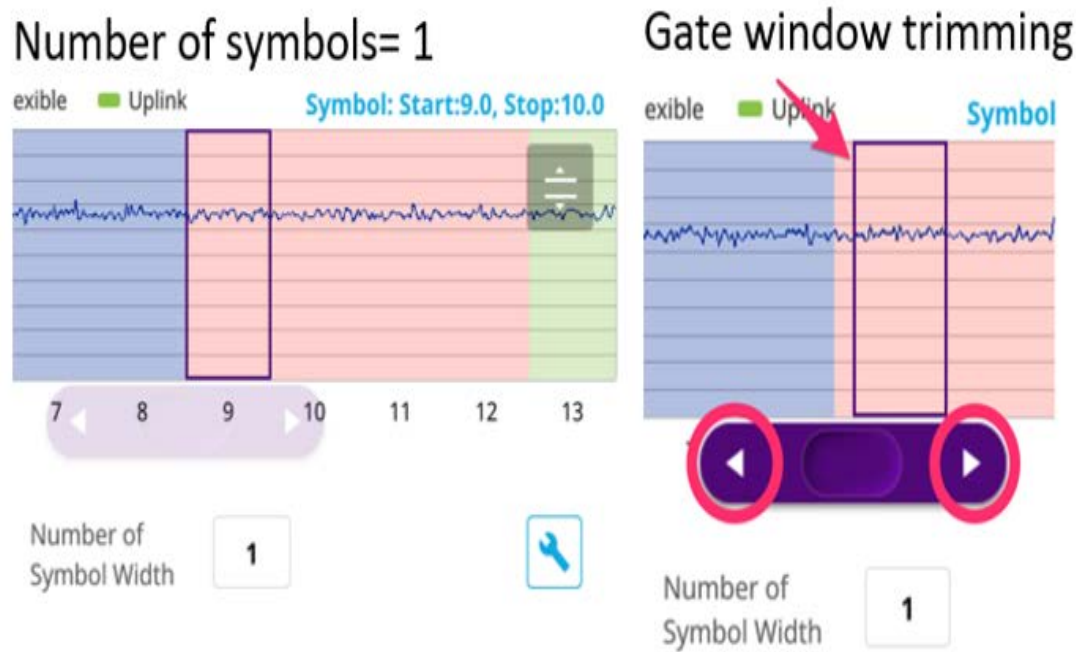 Number of symbols= 1
exible Uplink Symbol: Start:9.0, Stop:10.0
7 8 9 10 11 12 13
Number of
Symbol Width
1
Gate window trimming
exible Uplink Symbol
Number of
Symbol Width
1